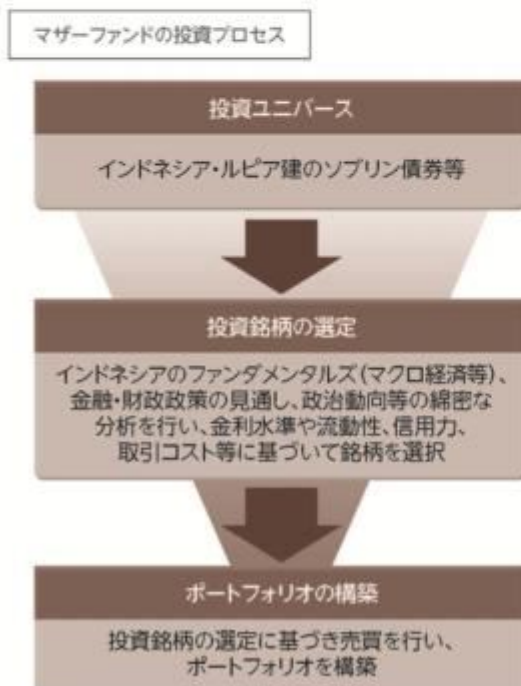 マザーファンドの投資プロセス
投資ユニバース
インドネシア・ルピア建のソブリン債券等
投資銘柄の選定
インドネシアのファンダメンタルズ(マクロ経済等)、
金融・財政政策の見通し、政治動向等の綿密な
分析を行い、金利水準や流動性、信用力、
取引コスト等に基づいて銘柄を選択
ポートフォリオの構築
投資銘柄の選定に基づき売買を行い、
ポートフォリオを構築